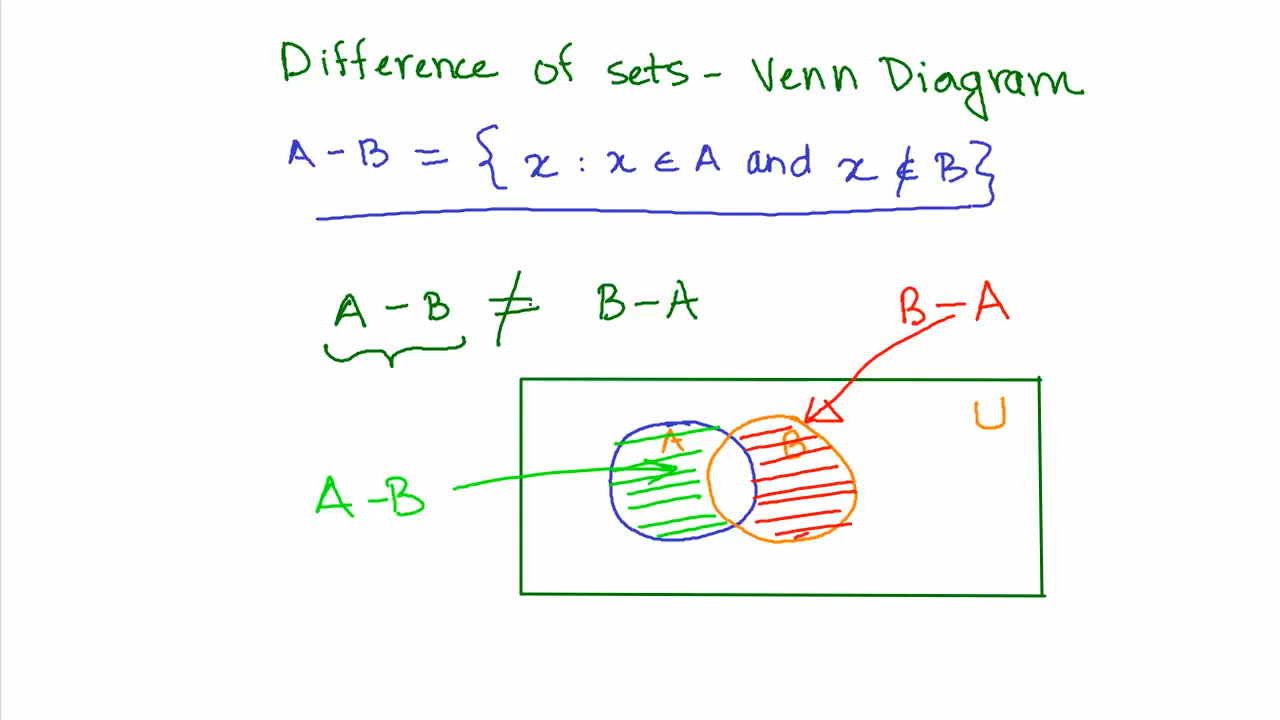 Difference of sets - Venn Diagram
A - B = { x : x ∈ A and x ∉ B}
A - B ≠ B - A
B - A
U
A
B
A - B